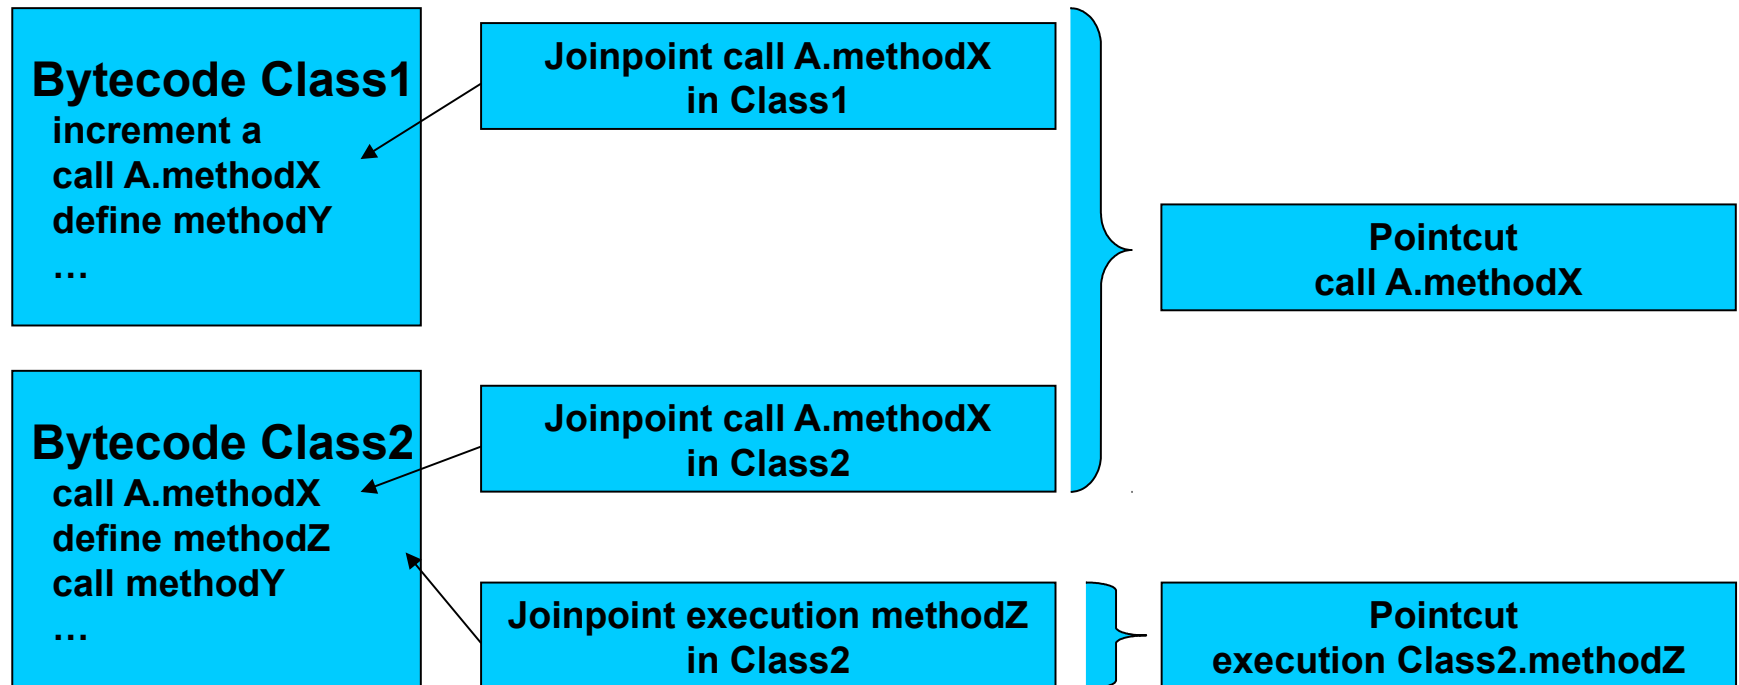 Bytecode Class1
increment a
call A.methodX
define methodY
…
Joinpoint call A.methodX
in Class1
Pointcut
call A.methodX
Bytecode Class2
call A.methodX
define methodZ
call methodY
…
Joinpoint call A.methodX
in Class2
Joinpoint execution methodZ
in Class2
Pointcut
execution Class2.methodZ